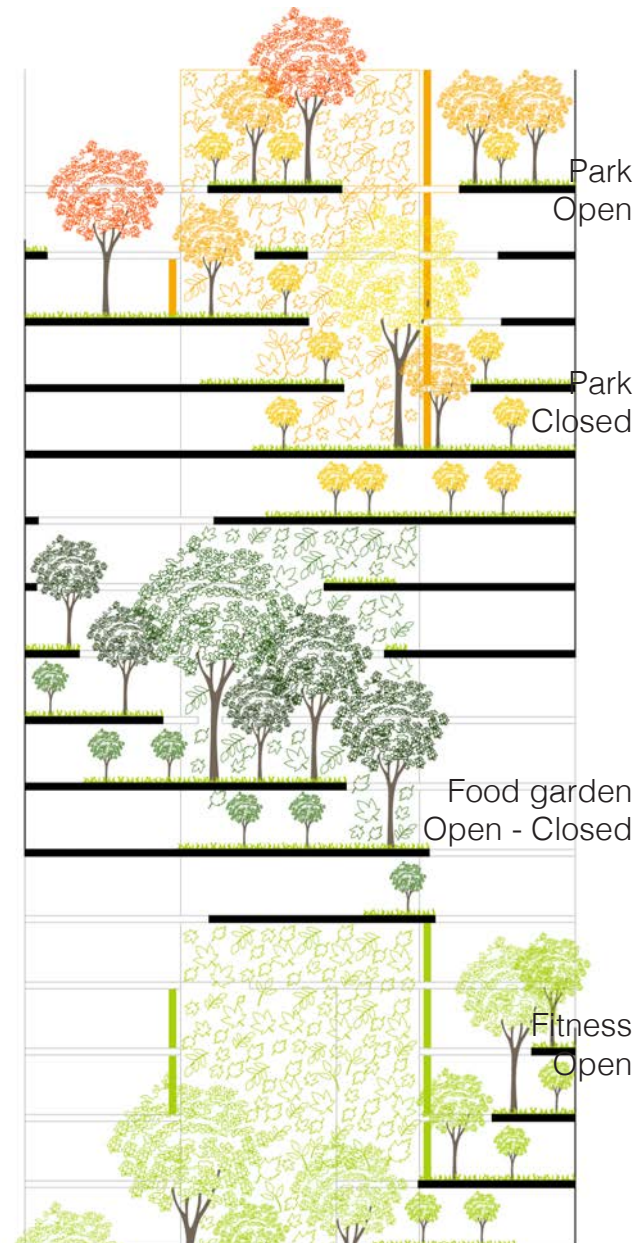 Park
Open
Park
Closed
Food garden
Open - Closed
Fitness
Open